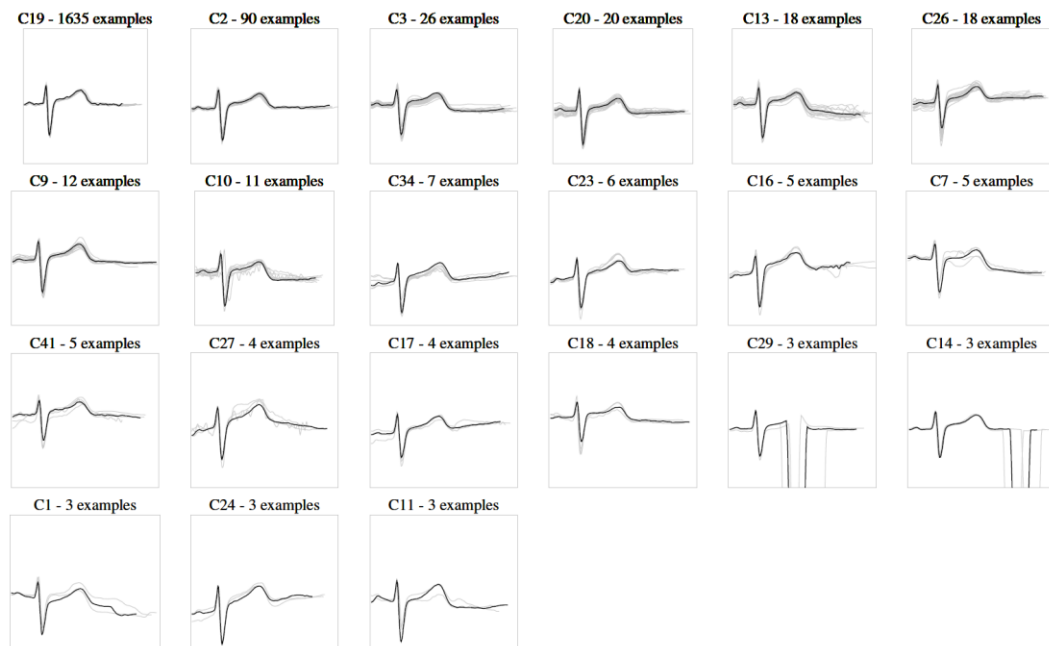 C19 - 1635 examples
C2 - 90 examples
C3 - 26 examples
C20 - 20 examples
C13 - 18 examples
C26 - 18 examples
C9 - 12 examples
C10 - 11 examples
C34 - 7 examples
C23 - 6 examples
C16 - 5 examples
C7 - 5 examples
C41 - 5 examples
C27 - 4 examples
C17 - 4 examples
C18 - 4 examples
C29 - 3 examples
C14 - 3 examples
C1 - 3 examples
C24 - 3 examples
C11 - 3 examples